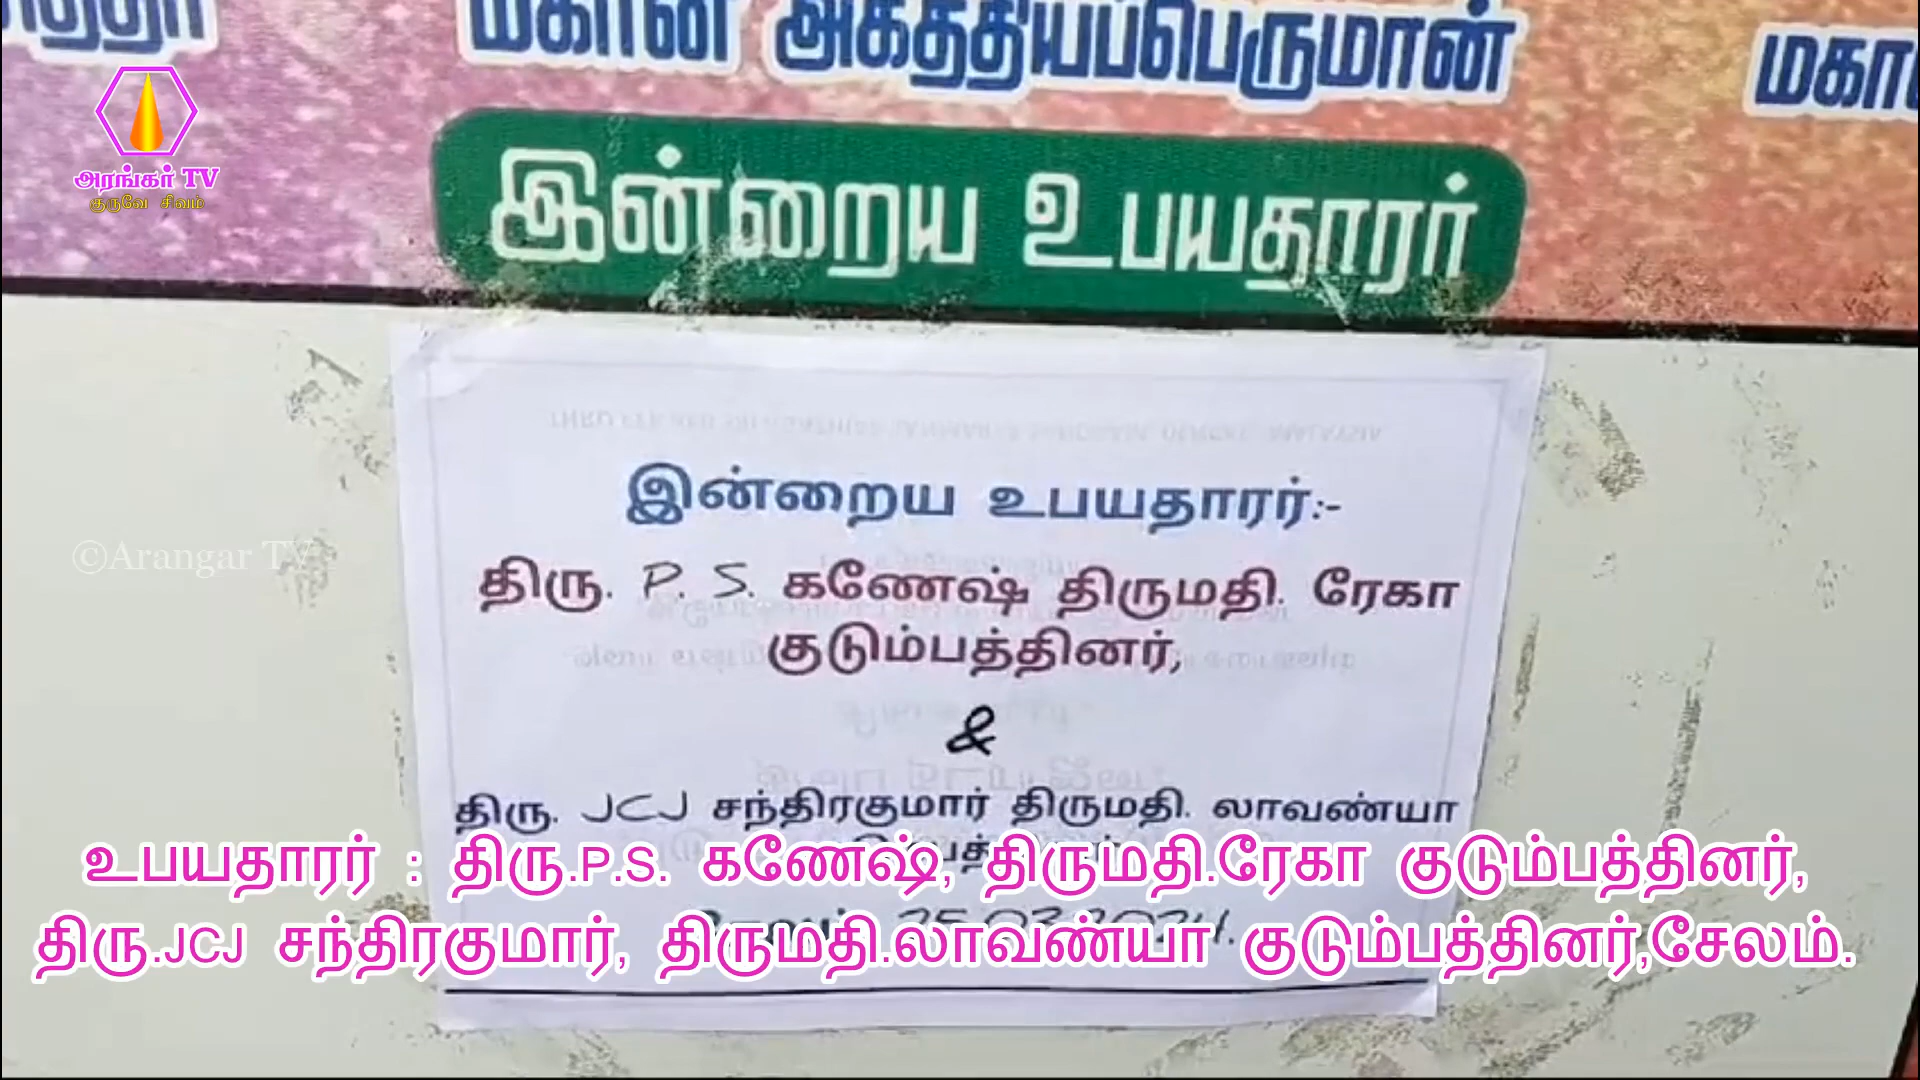 மகான் அகத்தியப்பெருமான்
அரங்கர் TV
குருவே சிவம்
இன்றைய உபயதாரர்
இன்றைய உபயதாரர்:-
திரு. P. S. கணேஷ் திருமதி. ரேகா
குடும்பத்தினர்,
&
திரு. JCJ சந்திரகுமார் திருமதி. லாவண்யா
©Arangar TV
உபயதாரர் : திரு.P.S. கணேஷ், திருமதி.ரேகா குடும்பத்தினர்,
திரு.JCJ சந்திரகுமார், திருமதி.லாவண்யா குடும்பத்தினர்,சேலம்.